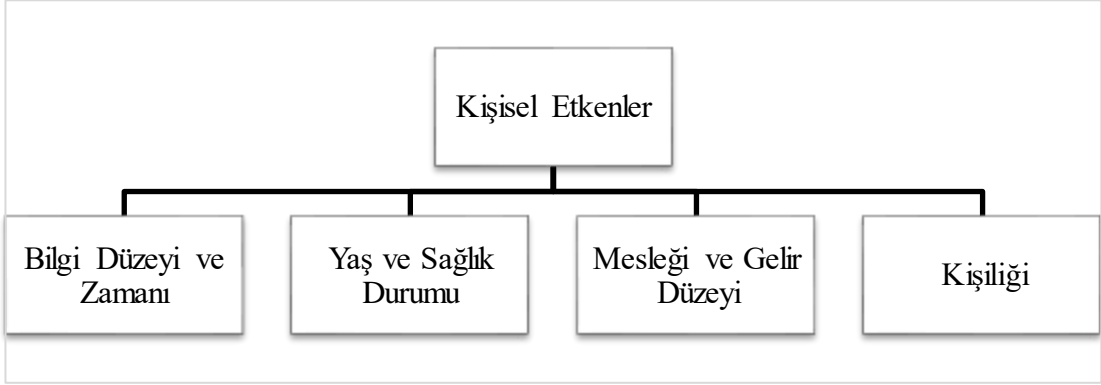 Kişisel Etkenler
Bilgi Düzeyi ve
Zamanı
Yaş ve Sağlık
Durumu
Mesleği ve Gelir
Düzeyi
Kişiliği